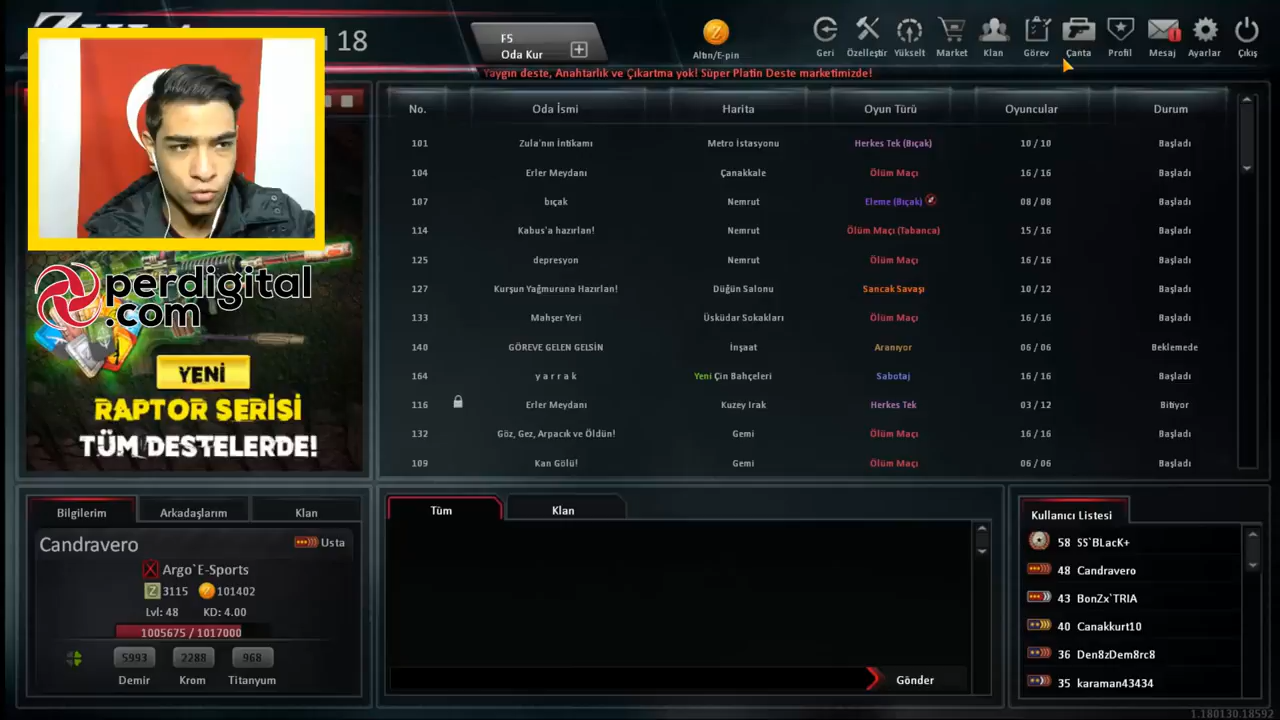 18
F5
Oda Kur
Altın/E-pin
Geri
Özelleştir
Yükselt
Market
Klan
Görev
Çanta
Profil
Mesaj
Ayarlar
Çıkış
Yaygın deste, Anahtarlık ve Çıkartma yok! Süper Platin Deste marketimizde!
No. Oda İsmi Harita Oyun Türü Oyuncular Durum
101 Zula'nın İntikamı Metro İstasyonu Herkes Tek (Bıçak) 10 / 10 Başladı
104 Erler Meydanı Çanakkale Ölüm Maçı 16 / 16 Başladı
107 bıçak Nemrut Eleme (Bıçak) 08 / 08 Başladı
114 Kabus'a hazırlan! Nemrut Ölüm Maçı (Tabanca) 15 / 16 Başladı
125 depresyon Nemrut Ölüm Maçı 16 / 16 Başladı
127 Kurşun Yağmuruna Hazırlan! Düğün Salonu Sancak Savaşı 10 / 12 Başladı
133 Mahşer Yeri Üsküdar Sokakları Ölüm Maçı 16 / 16 Başladı
140 GÖREVE GELEN GELSİN İnşaat Aranıyor 06 / 06 Beklemede
164 y a r r a k Yeni Çin Bahçeleri Sabotaj 16 / 16 Başladı
116 Erler Meydanı Kuzey Irak Herkes Tek 03 / 12 Bitiyor
132 Göz, Gez, Arpacık ve Öldün! Gemi Ölüm Maçı 16 / 16 Başladı
109 Kan Gölü! Gemi Ölüm Maçı 06 / 06 Başladı
perdigital
.com
YENİ
RAPTOR SERİSİ
TÜM DESTELERDE!
Bilgilerim Arkadaşlarım Klan
Candravero Usta
Argo`E-Sports
Z 3115 Z 101402
Lvl: 48 KD: 4.00
1005675 / 1017000
5993 2288 968
Demir Krom Titanyum
Tüm Klan
Gönder
Kullanıcı Listesi
58 SS`BLacK+
48 Candravero
43 BonZx`TRIA
40 Canakkurt10
36 Den8zDem8rc8
35 karaman43434
1.180130.18592